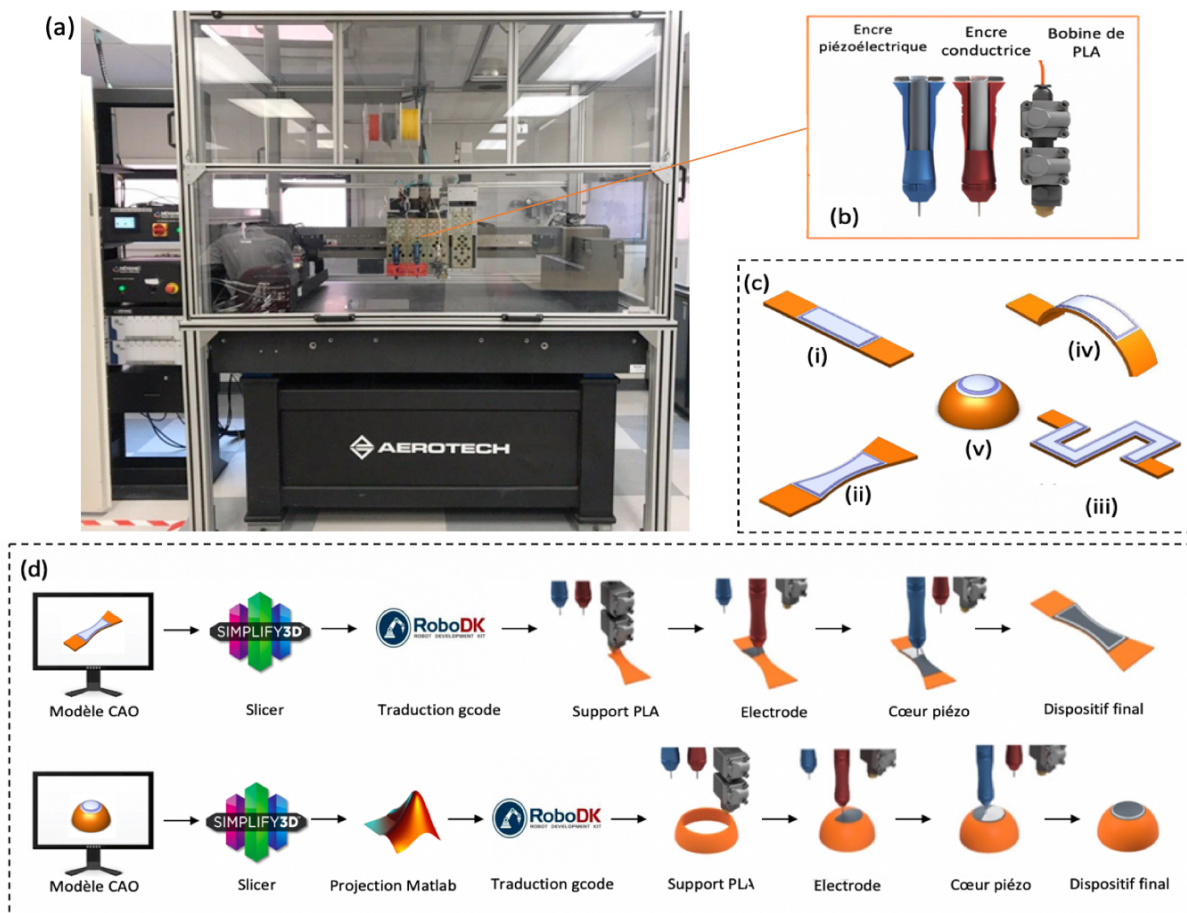 (a)
AEROTECH
Encre
piézoélectrique
Encre
conductrice
Bobine de
PLA
(b)
(c)
(i)
(ii)
(iii)
(iv)
(v)
(d)
SIMPLIFY3D
RoboDK
ROBOT DEVELOPMENT KIT
Modèle CAO
Slicer
Traduction gcode
Support PLA
Electrode
Cœur piézo
Dispositif final
SIMPLIFY3D
RoboDK
ROBOT DEVELOPMENT KIT
Modèle CAO
Slicer
Projection Matlab
Traduction gcode
Support PLA
Electrode
Cœur piézo
Dispositif final